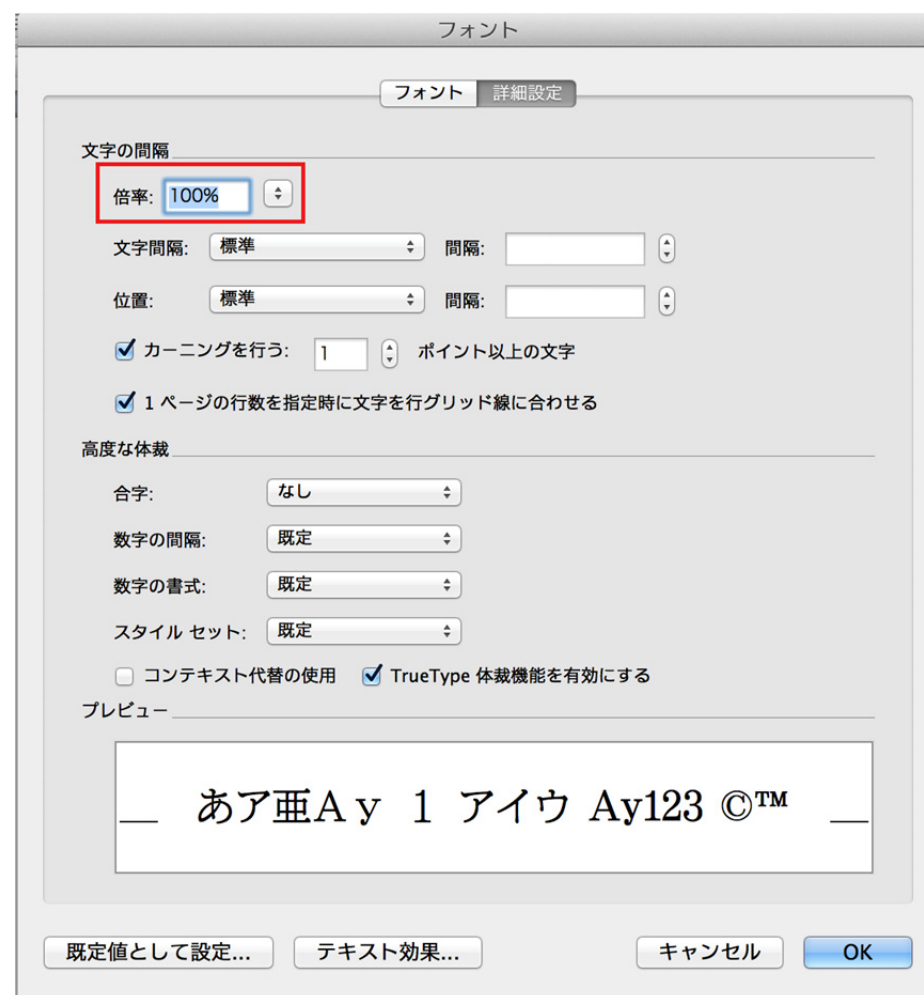 フォント
フォント 詳細設定
文字の間隔
倍率: 100%
文字間隔: 標準 間隔:
位置: 標準 間隔:
カーニングを行う: 1 ポイント以上の文字
1 ページの行数を指定時に文字を行グリッド線に合わせる
高度な体裁
合字: なし
数字の間隔: 既定
数字の書式: 既定
スタイル セット: 既定
コンテキスト代替の使用 TrueType 体裁機能を有効にする
プレビュー
あア亜Ａｙ １ アイウ Ay123 ©™
既定値として設定... テキスト効果... キャンセル OK